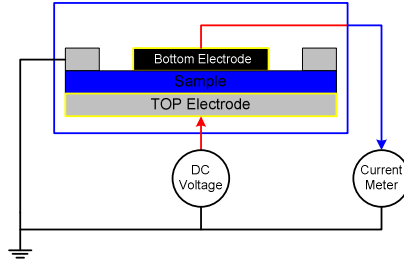 Bottom Electrode
Sample
TOP Electrode
DC
Voltage
Current
Meter